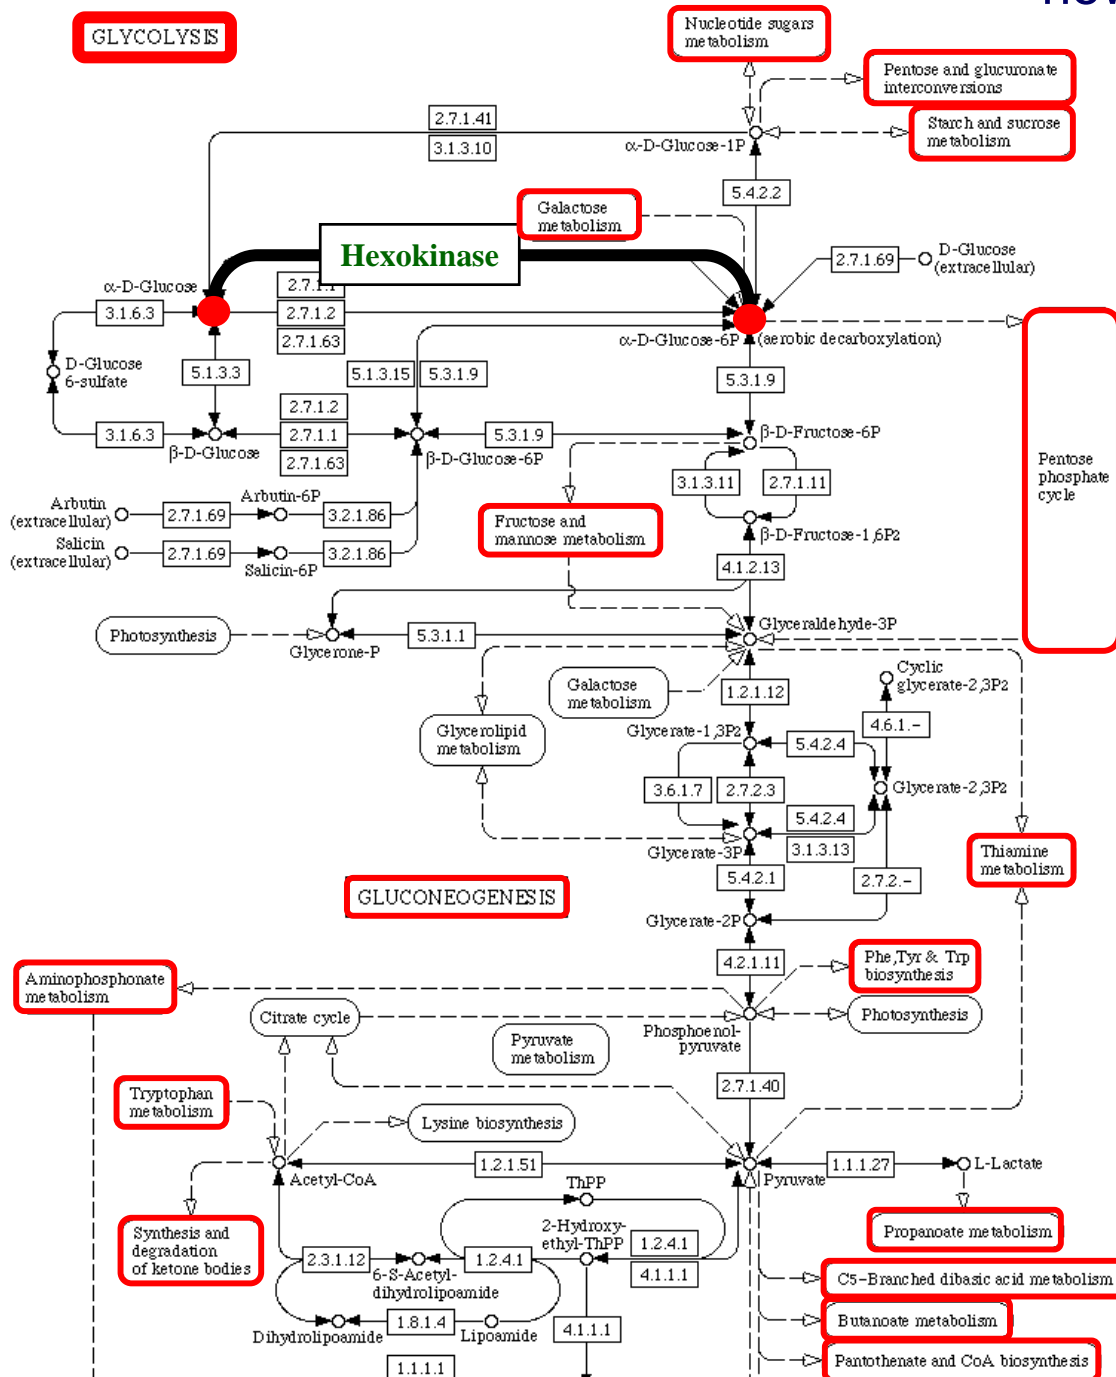 GLYCOLYSIS
Nucleotide sugars
metabolism
Pentose and glucuronate
interconversions
Starch and sucrose
metabolism
2.7.1.41
3.1.3.10
α-D-Glucose-1P
5.4.2.2
Galactose
metabolism
Hexokinase
2.7.1.69
D-Glucose
(extracellular)
α-D-Glucose
3.1.6.3
2.7.1.1
2.7.1.2
2.7.1.63
α-D-Glucose-6P
(aerobic decarboxylation)
D-Glucose
6-sulfate
5.1.3.3
5.1.3.15
5.3.1.9
5.3.1.9
3.1.6.3
β-D-Glucose
2.7.1.2
2.7.1.1
2.7.1.63
β-D-Glucose-6P
5.3.1.9
β-D-Fructose-6P
Pentose
phosphate
cycle
3.1.3.11
2.7.1.11
Arbutin
(extracellular)
2.7.1.69
Arbutin-6P
3.2.1.86
Salicin
(extracellular)
2.7.1.69
Salicin-6P
3.2.1.86
Fructose and
mannose metabolism
β-D-Fructose-1,6P2
4.1.2.13
Photosynthesis
Glycerone-P
5.3.1.1
Glyceraldehyde-3P
Galactose
metabolism
1.2.1.12
Cyclic
glycerate-2,3P2
Glycerolipid
metabolism
Glycerate-1,3P2
5.4.2.4
4.6.1.-
3.6.1.7
2.7.2.3
Glycerate-2,3P2
5.4.2.4
3.1.3.13
Glycerate-3P
Thiamine
metabolism
GLUCONEOGENESIS
5.4.2.1
2.7.2.-
Glycerate-2P
4.2.1.11
Phe,Tyr & Trp
biosynthesis
Aminophosphonate
metabolism
Citrate cycle
Pyruvate
metabolism
Phosphoenol-
pyruvate
Photosynthesis
2.7.1.40
Tryptophan
metabolism
Lysine biosynthesis
Acetyl-CoA
1.2.1.51
Pyruvate
1.1.1.27
L-Lactate
ThPP
Synthesis and
degradation
of ketone bodies
2-Hydroxy-
ethyl-ThPP
Propanoate metabolism
2.3.1.12
6-S-Acetyl-
dihydrolipoamide
1.2.4.1
1.2.4.1
4.1.1.1
C5-Branched dibasic acid metabolism
Dihydrolipoamide
1.8.1.4
Lipoamide
4.1.1.1
Butanoate metabolism
1.1.1.1
Pantothenate and CoA biosynthesis